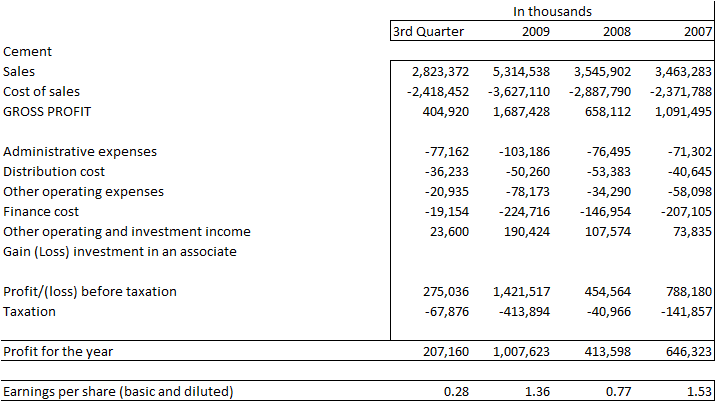 In thousands
3rd Quarter 2009 2008 2007
Cement
Sales 2,823,372 5,314,538 3,545,902 3,463,283
Cost of sales -2,418,452 -3,627,110 -2,887,790 -2,371,788
GROSS PROFIT 404,920 1,687,428 658,112 1,091,495
Administrative expenses -77,162 -103,186 -76,495 -71,302
Distribution cost -36,233 -50,260 -53,383 -40,645
Other operating expenses -20,935 -78,173 -34,290 -58,098
Finance cost -19,154 -224,716 -146,954 -207,105
Other operating and investment income 23,600 190,424 107,574 73,835
Gain (Loss) investment in an associate
Profit/(loss) before taxation 275,036 1,421,517 454,564 788,180
Taxation -67,876 -413,894 -40,966 -141,857
Profit for the year 207,160 1,007,623 413,598 646,323
Earnings per share (basic and diluted) 0.28 1.36 0.77 1.53